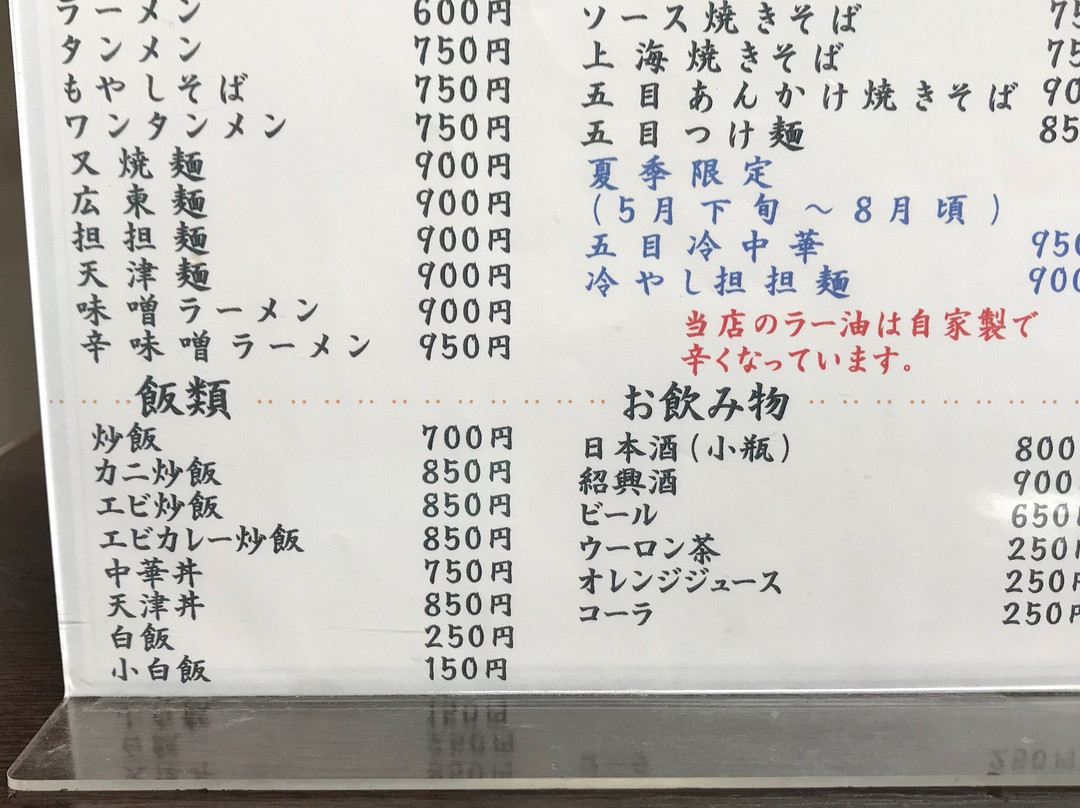 ラーメン 600円
タンメン 750円
もやしそば 750円
ワンタンメン 750円
叉焼麺 900円
広東麺 900円
担担麺 900円
天津麺 900円
味噌ラーメン 900円
辛味噌ラーメン 950円
飯類
炒飯 700円
カニ炒飯 850円
エビ炒飯 850円
エビカレー炒飯 850円
中華丼 750円
天津丼 850円
白飯 250円
小白飯 150円
ソース焼きそば
上海焼きそば
五目あんかけ焼きそば
五目つけ麺
夏季限定
(5月下旬～8月頃)
五目冷中華 950
冷やし担担麺 900
当店のラー油は自家製で
辛くなっています。
お飲み物
日本酒(小瓶) 800
紹興酒 900
ビール 650
ウーロン茶 250
オレンジジュース 250
コーラ 250